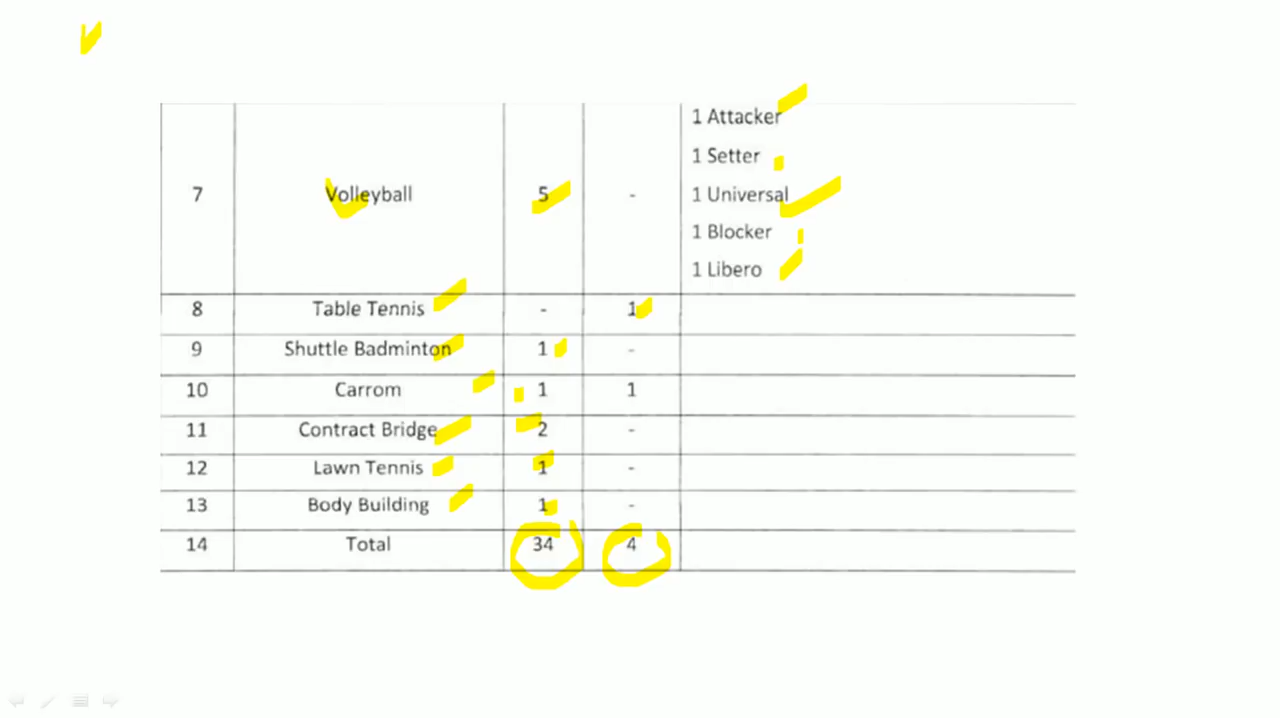 1 Attacker
1 Setter
7 Volleyball 5 - 1 Universal
1 Blocker
1 Libero
8 Table Tennis - 1
9 Shuttle Badminton 1 -
10 Carrom 1 1
11 Contract Bridge 2 -
12 Lawn Tennis 1 -
13 Body Building 1 -
14 Total 34 4